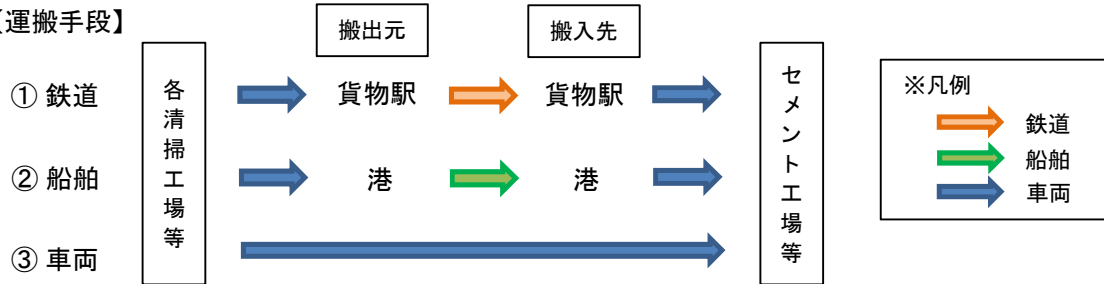 【運搬手段】
搬出元
搬入先
① 鉄道
各清掃工場等
貨物駅
貨物駅
セメント工場等
② 船舶
港
港
③ 車両
※凡例
鉄道
船舶
車両